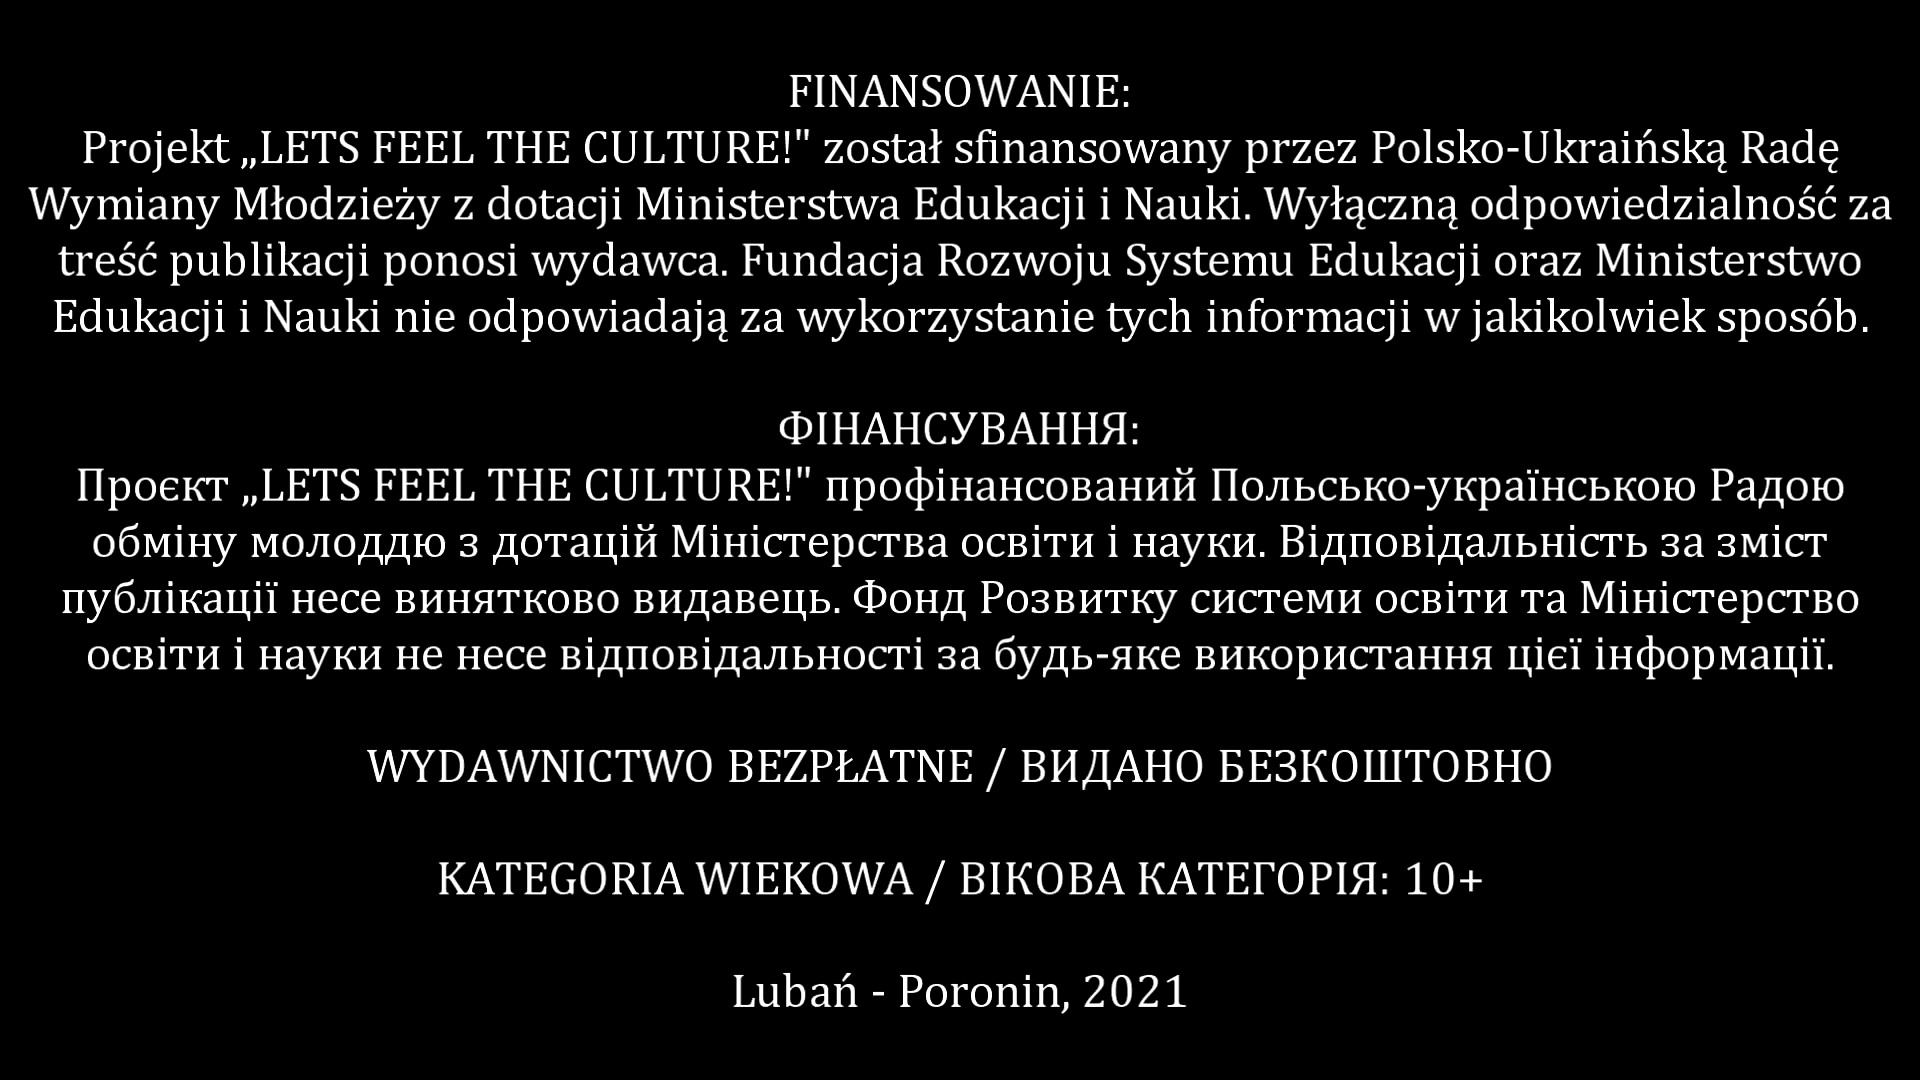 FINANSOWANIE:
Projekt „LETS FEEL THE CULTURE!" został sfinansowany przez Polsko-Ukraińską Radę
Wymiany Młodzieży z dotacji Ministerstwa Edukacji i Nauki. Wyłączną odpowiedzialność za
treść publikacji ponosi wydawca. Fundacja Rozwoju Systemu Edukacji oraz Ministerstwo
Edukacji i Nauki nie odpowiadają za wykorzystanie tych informacji w jakikolwiek sposób.
ФІНАНСУВАННЯ:
Проєкт „LETS FEEL THE CULTURE!" профінансований Польсько-українською Радою
обміну молоддю з дотацій Міністерства освіти і науки. Відповідальність за зміст
публікації несе винятково видавець. Фонд Розвитку системи освіти та Міністерство
освіти і науки не несе відповідальності за будь-яке використання цієї інформації.
WYDAWNICTWO BEZPŁATNE / ВИДАНО БЕЗКОШТОВНО
KATEGORIA WIEKOWA / ВІКОВА КАТЕГОРІЯ: 10+
Lubań - Poronin, 2021